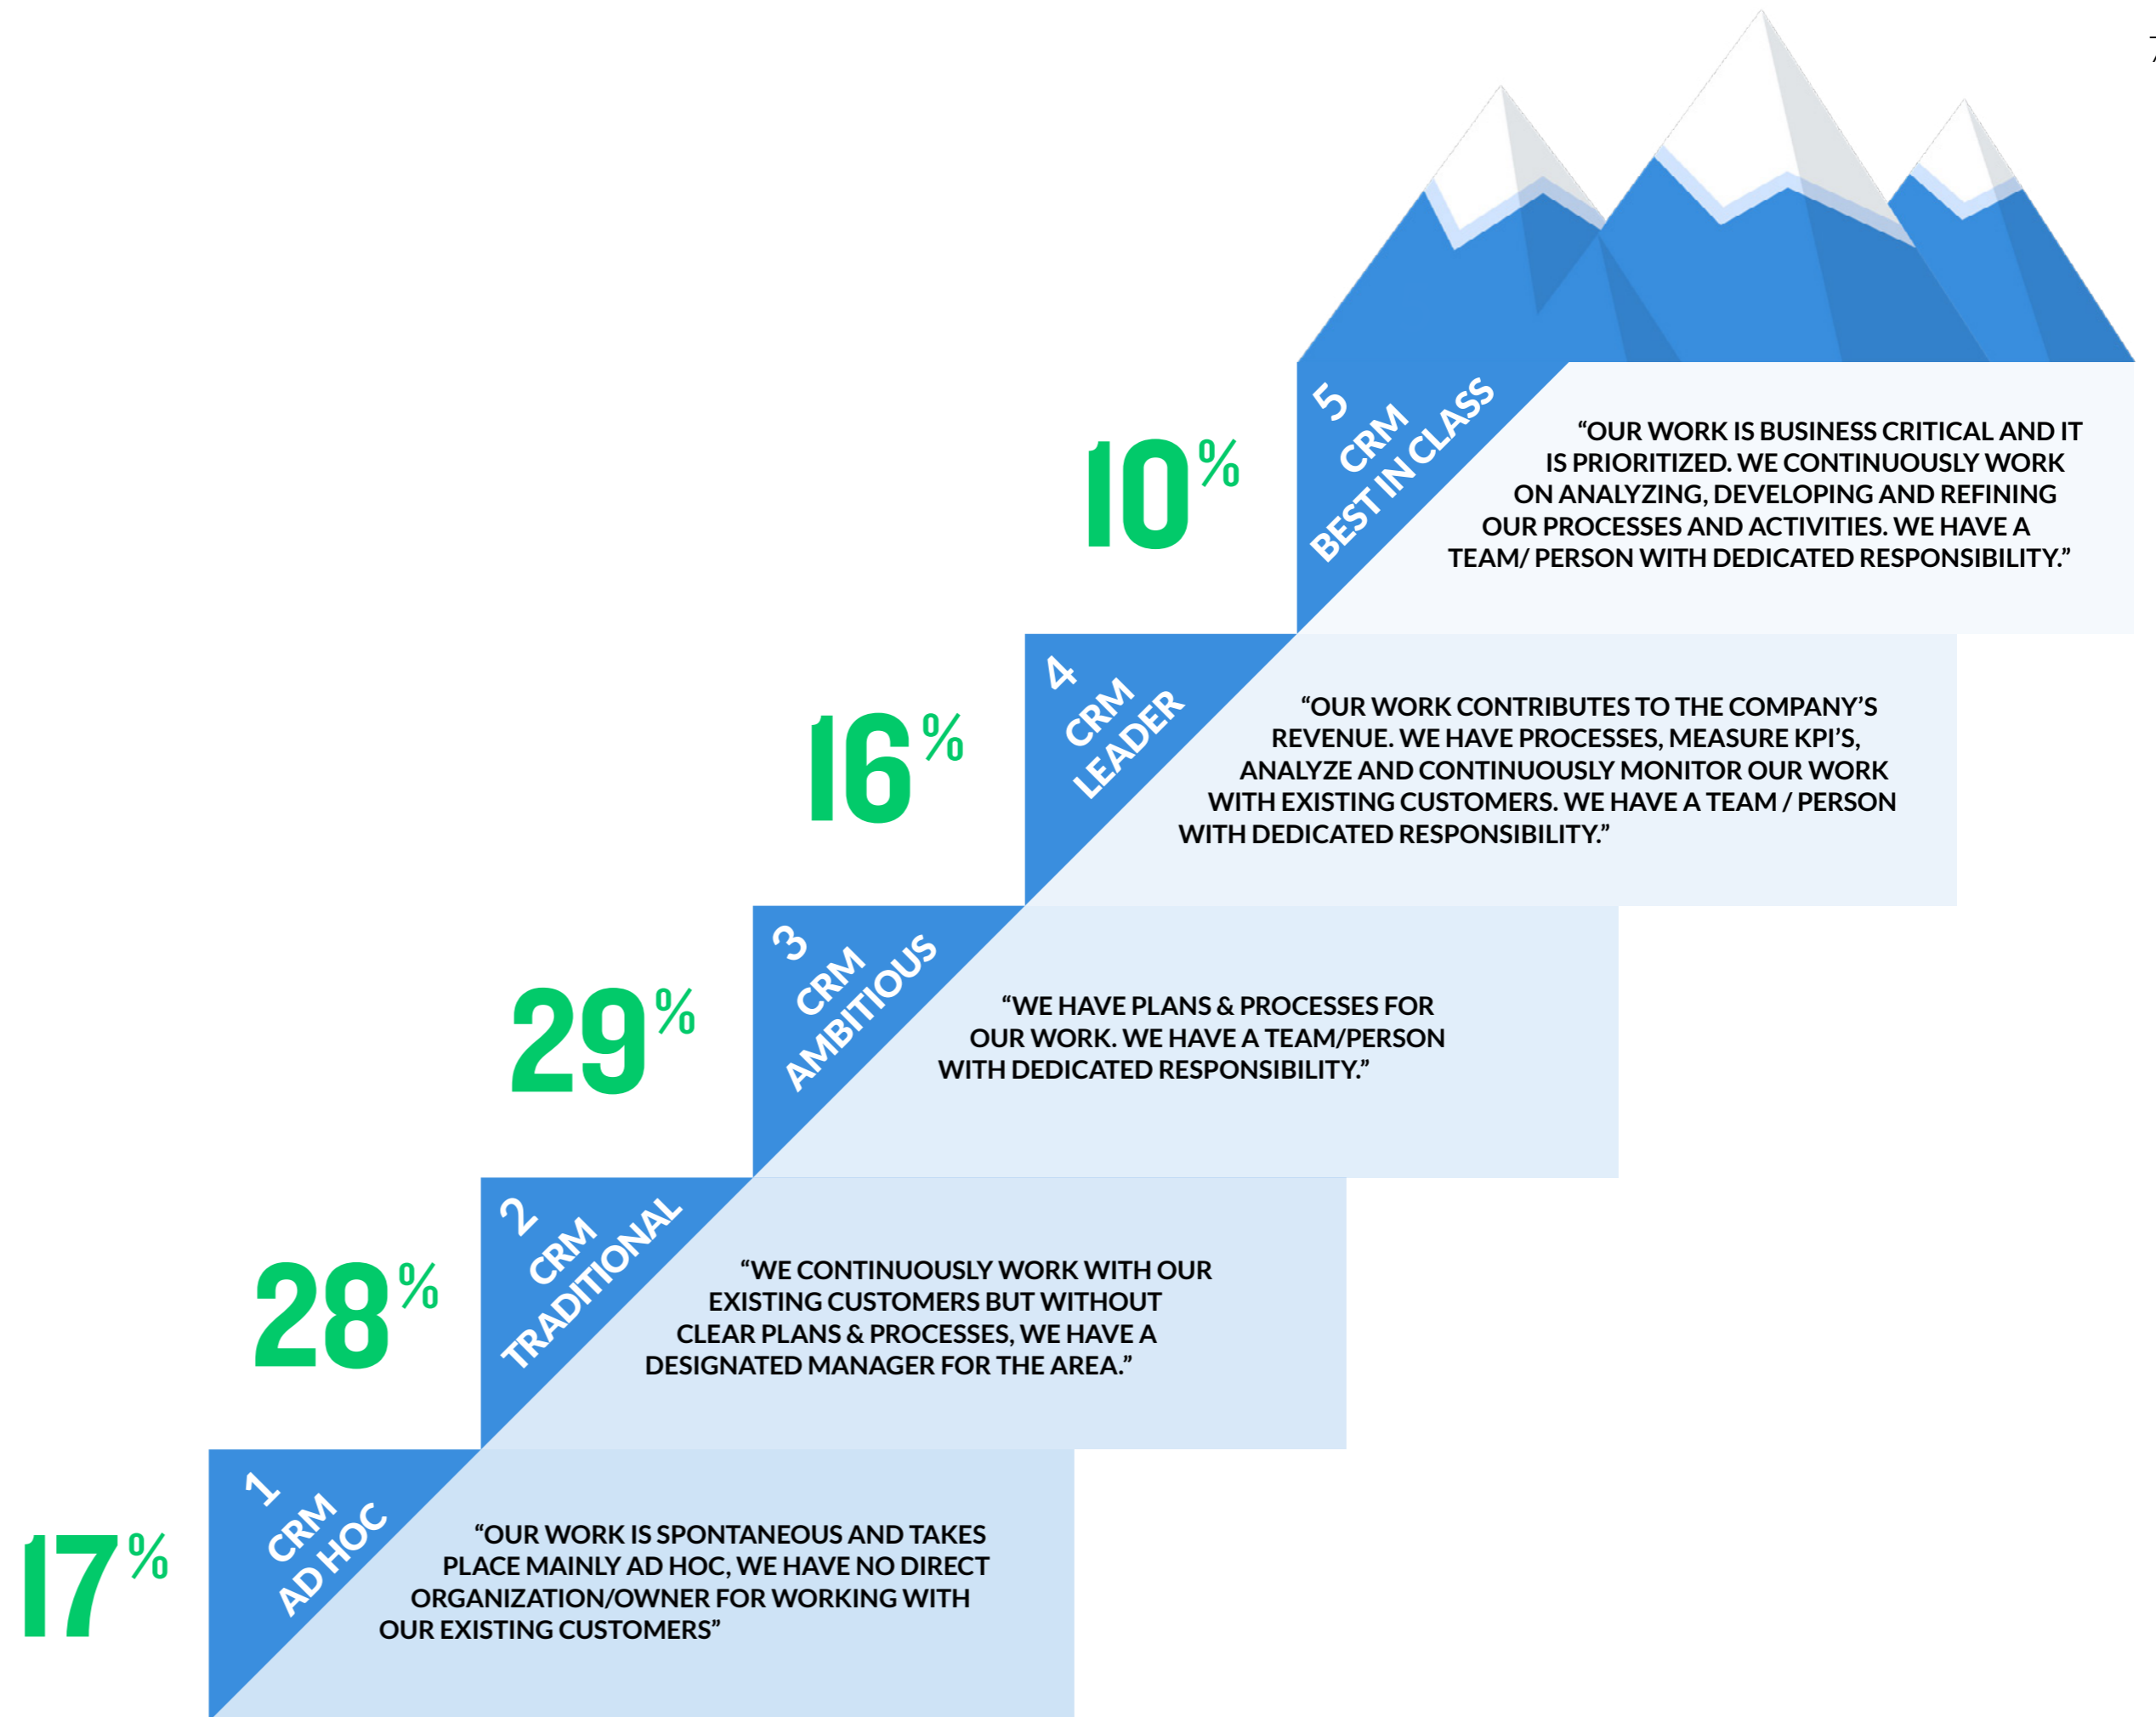 10%
5
CRM
BEST IN CLASS
“OUR WORK IS BUSINESS CRITICAL AND IT
IS PRIORITIZED. WE CONTINUOUSLY WORK
ON ANALYZING, DEVELOPING AND REFINING
OUR PROCESSES AND ACTIVITIES. WE HAVE A
TEAM/ PERSON WITH DEDICATED RESPONSIBILITY.”
16%
4
CRM
LEADER
“OUR WORK CONTRIBUTES TO THE COMPANY’S
REVENUE. WE HAVE PROCESSES, MEASURE KPI’S,
ANALYZE AND CONTINUOUSLY MONITOR OUR WORK
WITH EXISTING CUSTOMERS. WE HAVE A TEAM / PERSON
WITH DEDICATED RESPONSIBILITY.”
29%
3
CRM
AMBITIOUS
“WE HAVE PLANS & PROCESSES FOR
OUR WORK. WE HAVE A TEAM/PERSON
WITH DEDICATED RESPONSIBILITY.”
28%
2
CRM
TRADITIONAL
“WE CONTINUOUSLY WORK WITH OUR
EXISTING CUSTOMERS BUT WITHOUT
CLEAR PLANS & PROCESSES, WE HAVE A
DESIGNATED MANAGER FOR THE AREA.”
17%
1
CRM
AD HOC
“OUR WORK IS SPONTANEOUS AND TAKES
PLACE MAINLY AD HOC, WE HAVE NO DIRECT
ORGANIZATION/OWNER FOR WORKING WITH
OUR EXISTING CUSTOMERS”